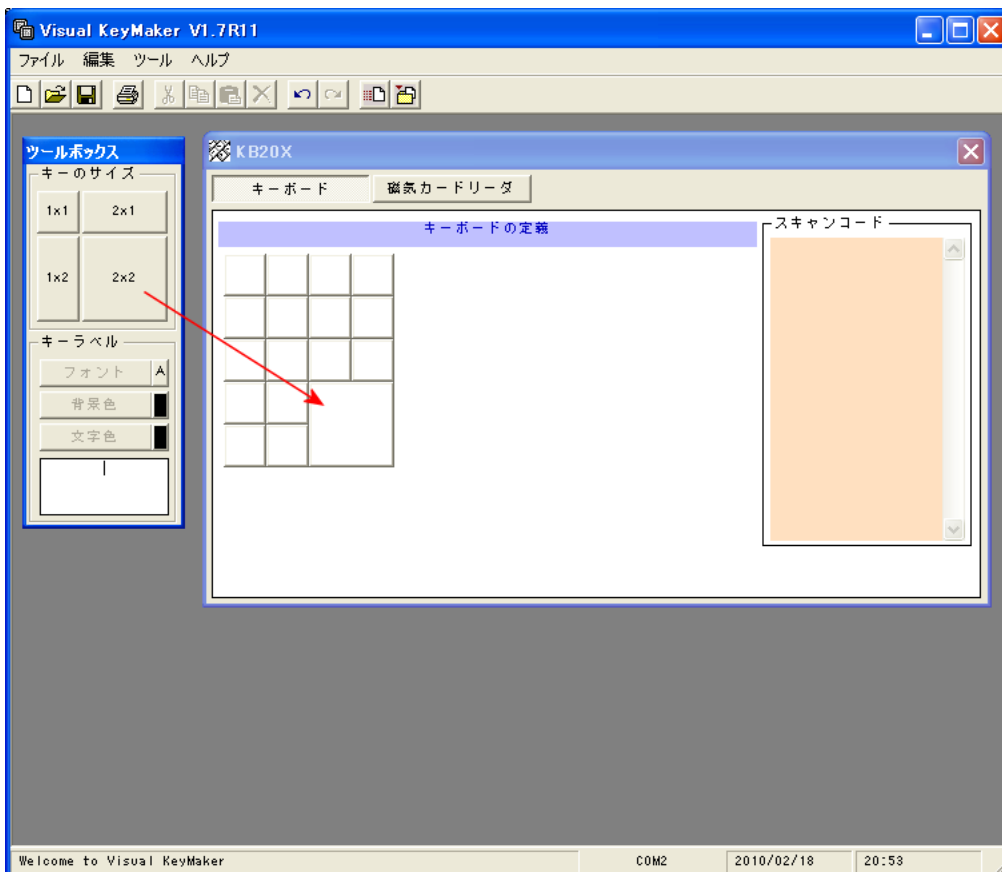 Visual KeyMaker V1.7R11
ファイル 編集 ツール ヘルプ
ツールボックス
キーのサイズ
1x1 2x1
1x2 2x2
キーラベル
フォント A
背景色
文字色
KB20X
キーボード 磁気カードリーダ
キーボードの定義
スキャンコード
Welcome to Visual KeyMaker COM2 2010/02/18 20:53